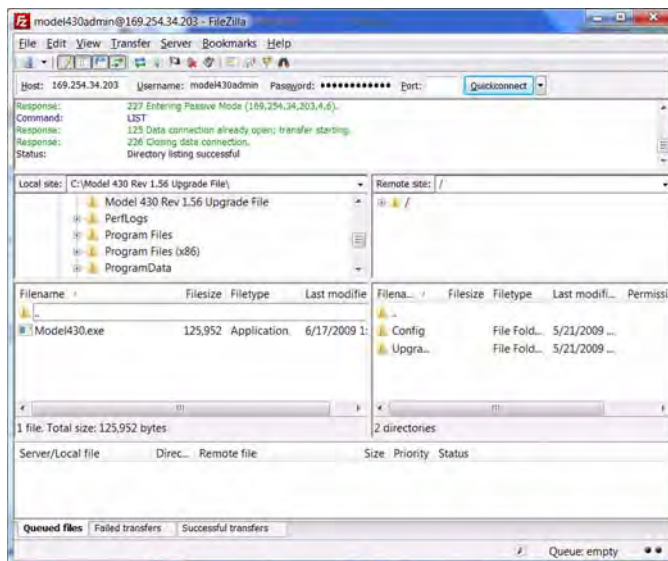 model430admin@169.254.34.203 - FileZilla
File Edit View Transfer Server Bookmarks Help
Host: 169.254.34.203 Username: model430admin Password: ●●●●●●●●●●●● Port: Quickconnect
Response: 227 Entering Passive Mode (169,254,34,203,4,6).
Command: LIST
Response: 125 Data connection already open; transfer starting.
Response: 226 Closing data connection.
Status: Directory listing successful
Local site: C:\Model 430 Rev 1.56 Upgrade File\ Remote site: /
Model 430 Rev 1.56 Upgrade File /
PerfLogs
Program Files
Program Files (x86)
ProgramData
Filename Filesize Filetype Last modifie Filena... Filesize Filetype Last modifi... Permissi
.. ..
Model430.exe 125,952 Application 6/17/2009 1: Config File Fold... 5/21/2009 ...
Upgra... File Fold... 5/21/2009 ...
1 file. Total size: 125,952 bytes 2 directories
Server/Local file Direc... Remote file Size Priority Status
Queued files Failed transfers Successful transfers
Queue: empty